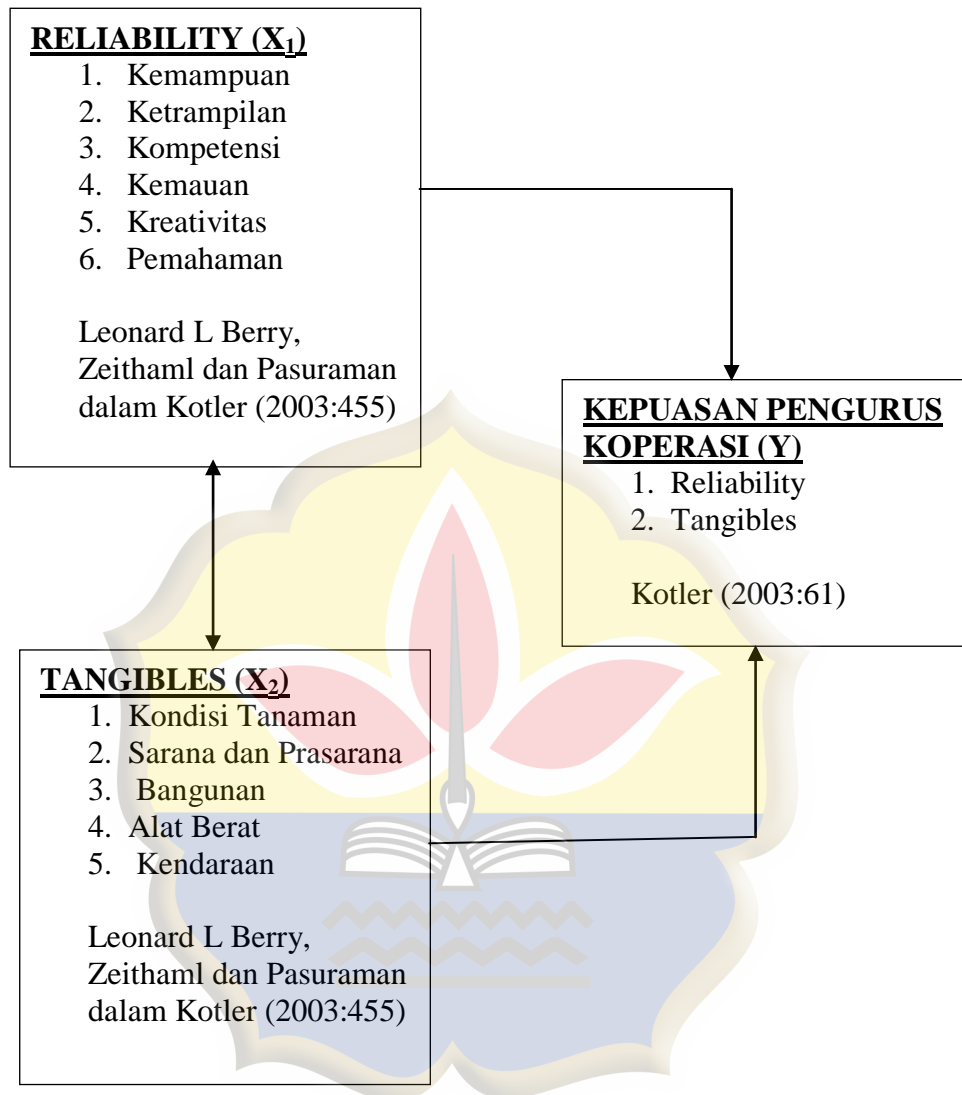 RELIABILITY (X1)
1. Kemampuan
2. Ketrampilan
3. Kompetensi
4. Kemauan
5. Kreativitas
6. Pemahaman
Leonard L Berry,
Zeithaml dan Pasuraman
dalam Kotler (2003:455)
KEPUASAN PENGURUS
KOPERASI (Y)
1. Reliability
2. Tangibles
Kotler (2003:61)
TANGIBLES (X2)
1. Kondisi Tanaman
2. Sarana dan Prasarana
3. Bangunan
4. Alat Berat
5. Kendaraan
Leonard L Berry,
Zeithaml dan Pasuraman
dalam Kotler (2003:455)